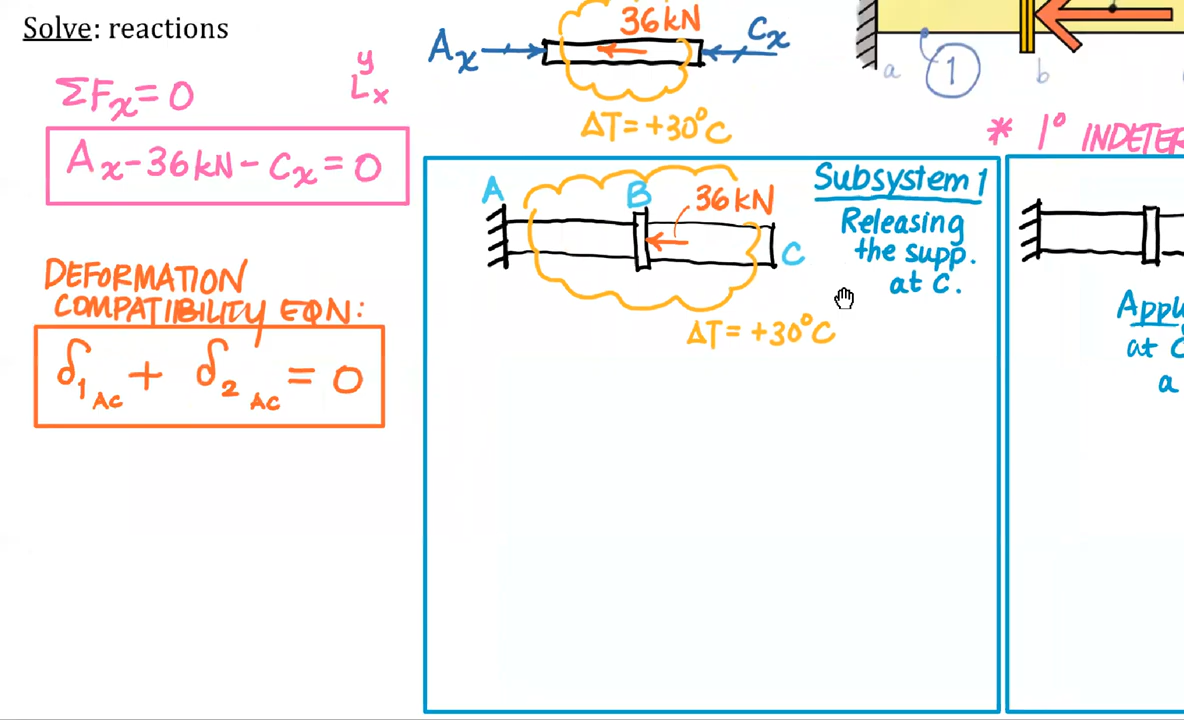 Solve: reactions
ΣFx = 0
y
x
Ax - 36kN - Cx = 0
DEFORMATION
COMPATIBILITY EQN:
δ1AC + δ2AC = 0
Ax
36kN
Cx
ΔT = +30°C
a
1
b
* 1° INDETER
A
B
36kN
C
ΔT = +30°C
Subsystem 1
Releasing
the supp.
at C.
Appl
at C
a